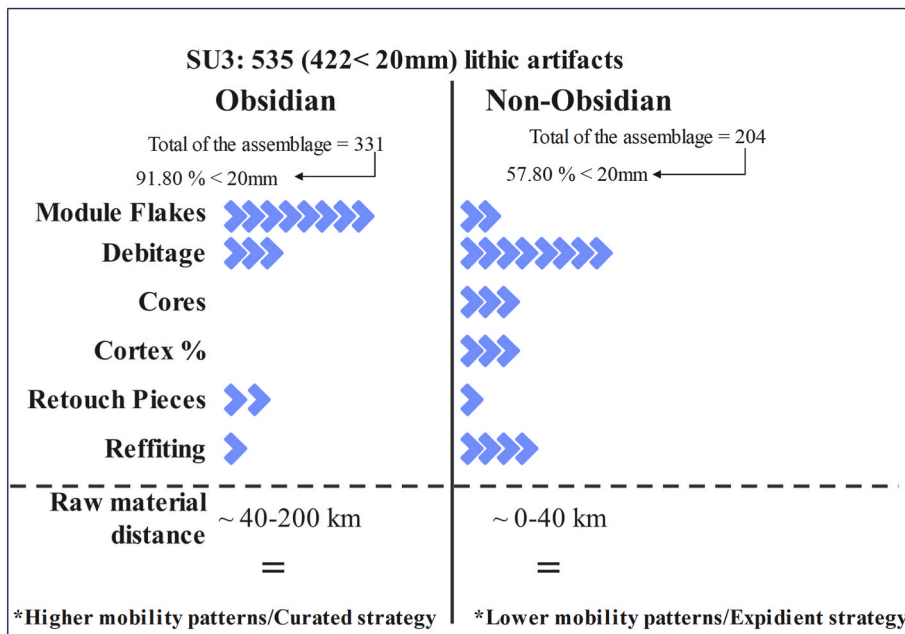 SU3: 535 (422< 20mm) lithic artifacts
Obsidian
Non-Obsidian
Total of the assemblage = 331
Total of the assemblage = 204
91.80 % < 20mm
57.80 % < 20mm
Module Flakes
Debitage
Cores
Cortex %
Retouch Pieces
Reffiting
Raw material
distance
~ 40-200 km
~ 0-40 km
=
=
*Higher mobility patterns/Curated strategy
*Lower mobility patterns/Expidient strategy